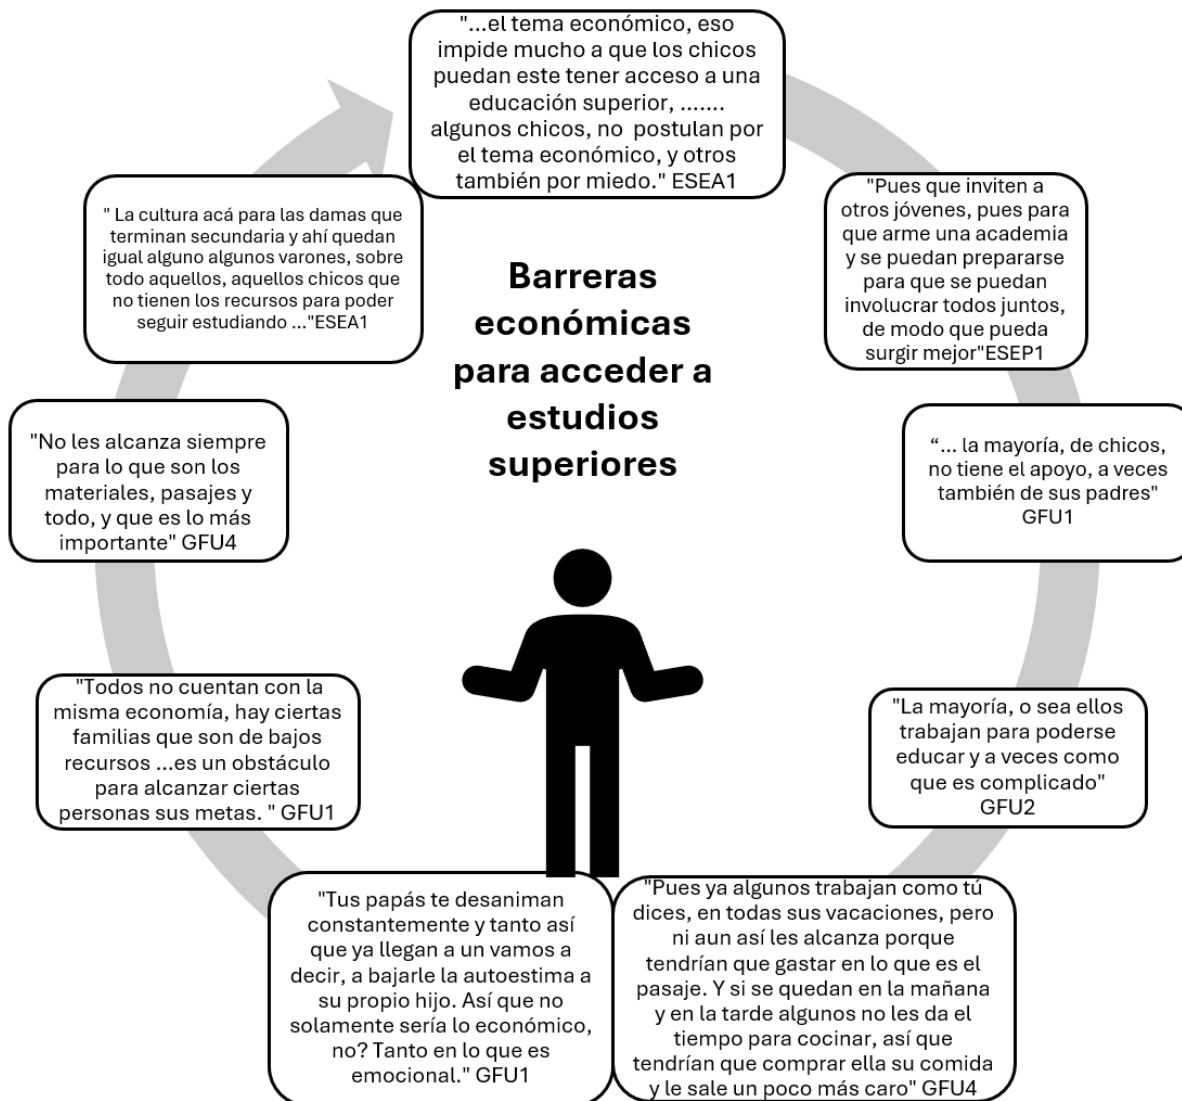 "...el tema económico, eso
impide mucho a que los chicos
puedan este tener acceso a una
educación superior, .......
algunos chicos, no postulan por
el tema económico, y otros
también por miedo." ESEA1
"Pues que inviten a
otros jóvenes, pues para
que arme una academia
y se puedan prepararse
para que se puedan
involucrar todos juntos,
de modo que pueda
surgir mejor"ESEP1
“... la mayoría, de chicos,
no tiene el apoyo, a veces
también de sus padres"
GFU1
"La mayoría, o sea ellos
trabajan para poderse
educar y a veces como
que es complicado"
GFU2
"Pues ya algunos trabajan como tú
dices, en todas sus vacaciones, pero
ni aun así les alcanza porque
tendrían que gastar en lo que es el
pasaje. Y si se quedan en la mañana
y en la tarde algunos no les da el
tiempo para cocinar, así que
tendrían que comprar ella su comida
y le sale un poco más caro" GFU4
"Tus papás te desaniman
constantemente y tanto así
que ya llegan a un vamos a
decir, a bajarle la autoestima a
su propio hijo. Así que no
solamente sería lo económico,
no? Tanto en lo que es
emocional." GFU1
"Todos no cuentan con la
misma economía, hay ciertas
familias que son de bajos
recursos ...es un obstáculo
para alcanzar ciertas
personas sus metas. " GFU1
"No les alcanza siempre
para lo que son los
materiales, pasajes y
todo, y que es lo más
importante" GFU4
" La cultura acá para las damas que
terminan secundaria y ahí quedan
igual alguno algunos varones, sobre
todo aquellos, aquellos chicos que
no tienen los recursos para poder
seguir estudiando ..."ESEA1
Barreras
económicas
para acceder a
estudios
superiores